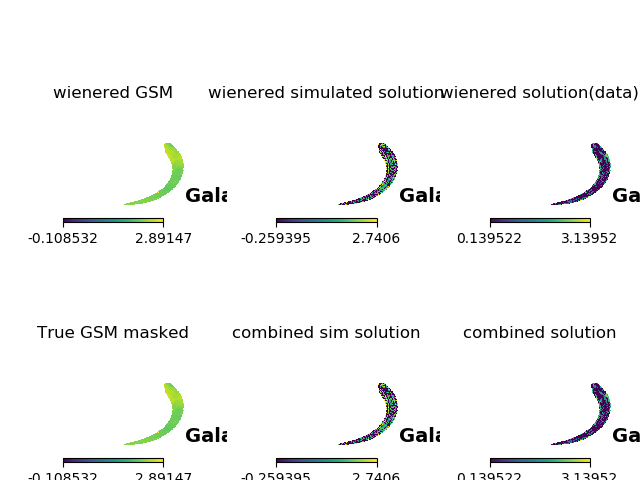 wienered GSM
wienered simulated solution
wienered solution(data)
Gala
Gala
Ga
-0.108532 2.89147
-0.259395 2.7406
0.139522 3.13952
True GSM masked
combined sim solution
combined solution
Gala
Gala
Ga
-0.108532 2.89147
-0.259395 2.7406
0.139522 3.13952